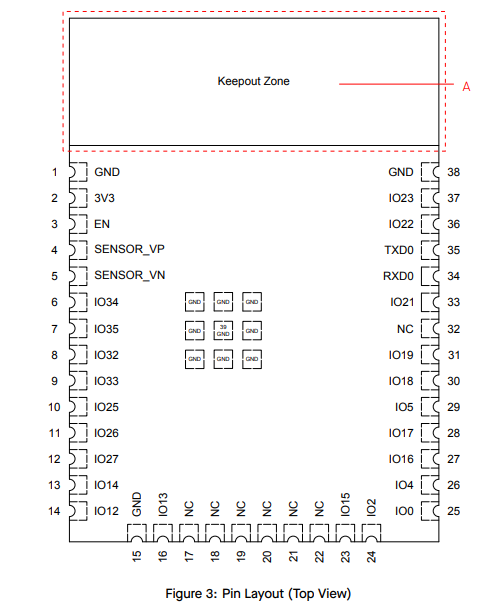 Keepout Zone
A
1 GND
GND 38
2 3V3
IO23 37
3 EN
IO22 36
4 SENSOR_VP
TXD0 35
5 SENSOR_VN
RXD0 34
6 IO34
GND GND GND
IO21 33
7 IO35
GND 39 GND GND
NC 32
8 IO32
GND GND GND
IO19 31
9 IO33
IO18 30
10 IO25
IO5 29
11 IO26
IO17 28
12 IO27
IO16 27
13 IO14
IO4 26
14 IO12
IO0 25
GND IO13 NC NC NC NC NC NC IO15 IO2
15 16 17 18 19 20 21 22 23 24
Figure 3: Pin Layout (Top View)